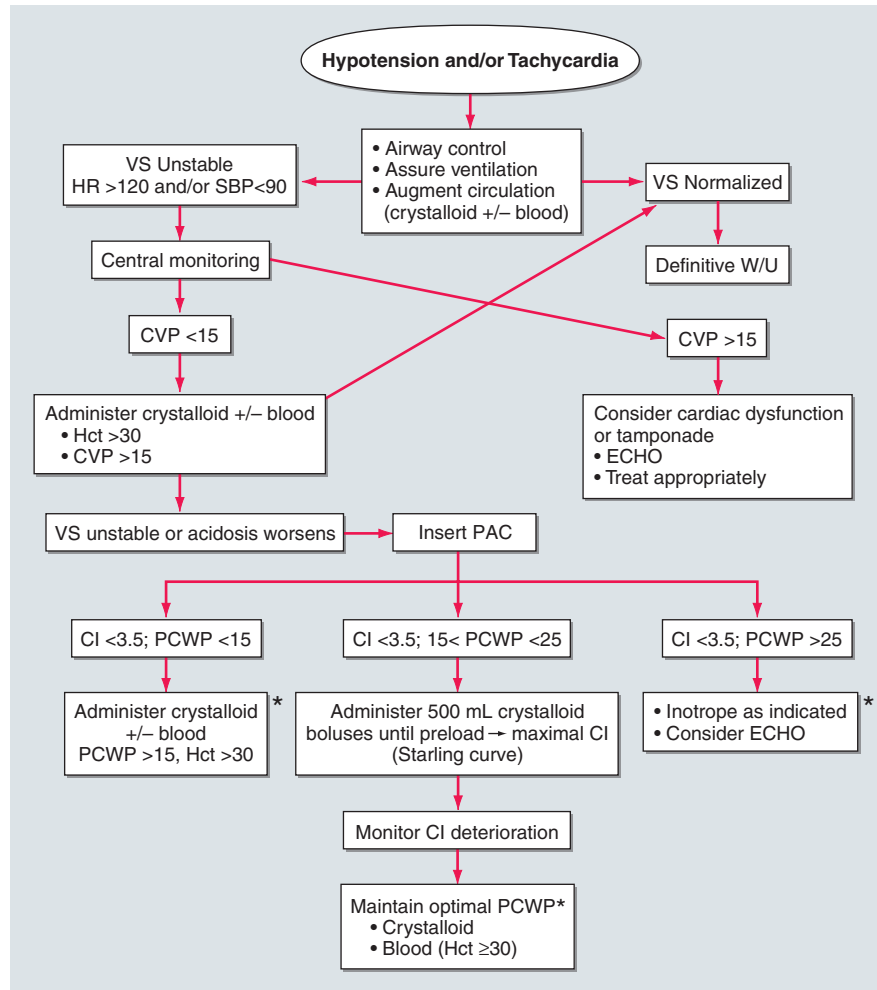 Hypotension and/or Tachycardia
• Airway control
• Assure ventilation
• Augment circulation
(crystalloid +/– blood)
VS Unstable
HR >120 and/or SBP<90
VS Normalized
Central monitoring
Definitive W/U
CVP <15
CVP >15
Administer crystalloid +/– blood
• Hct >30
• CVP >15
Consider cardiac dysfunction
or tamponade
• ECHO
• Treat appropriately
VS unstable or acidosis worsens
Insert PAC
CI <3.5; PCWP <15
CI <3.5; 15< PCWP <25
CI <3.5; PCWP >25
Administer crystalloid *
+/– blood
PCWP >15, Hct >30
Administer 500 mL crystalloid
boluses until preload → maximal CI
(Starling curve)
• Inotrope as indicated *
• Consider ECHO
Monitor CI deterioration
Maintain optimal PCWP*
• Crystalloid
• Blood (Hct ≥30)